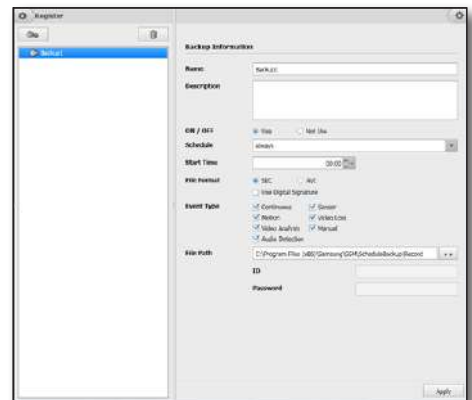 Register
Backup1
Backup Information
Name
Backup1
Description
ON / OFF
Use
Not Use
Schedule
Always
Start Time
00:00
File Format
SEC
AVI
Use Digital Signature
Event Type
Continuous
Sensor
Motion
Video Loss
Video Analysis
Manual
Audio Detection
File Path
C:\Program Files (x86)\Samsung\SSM\ScheduleBackup\Record
ID
Password
Apply